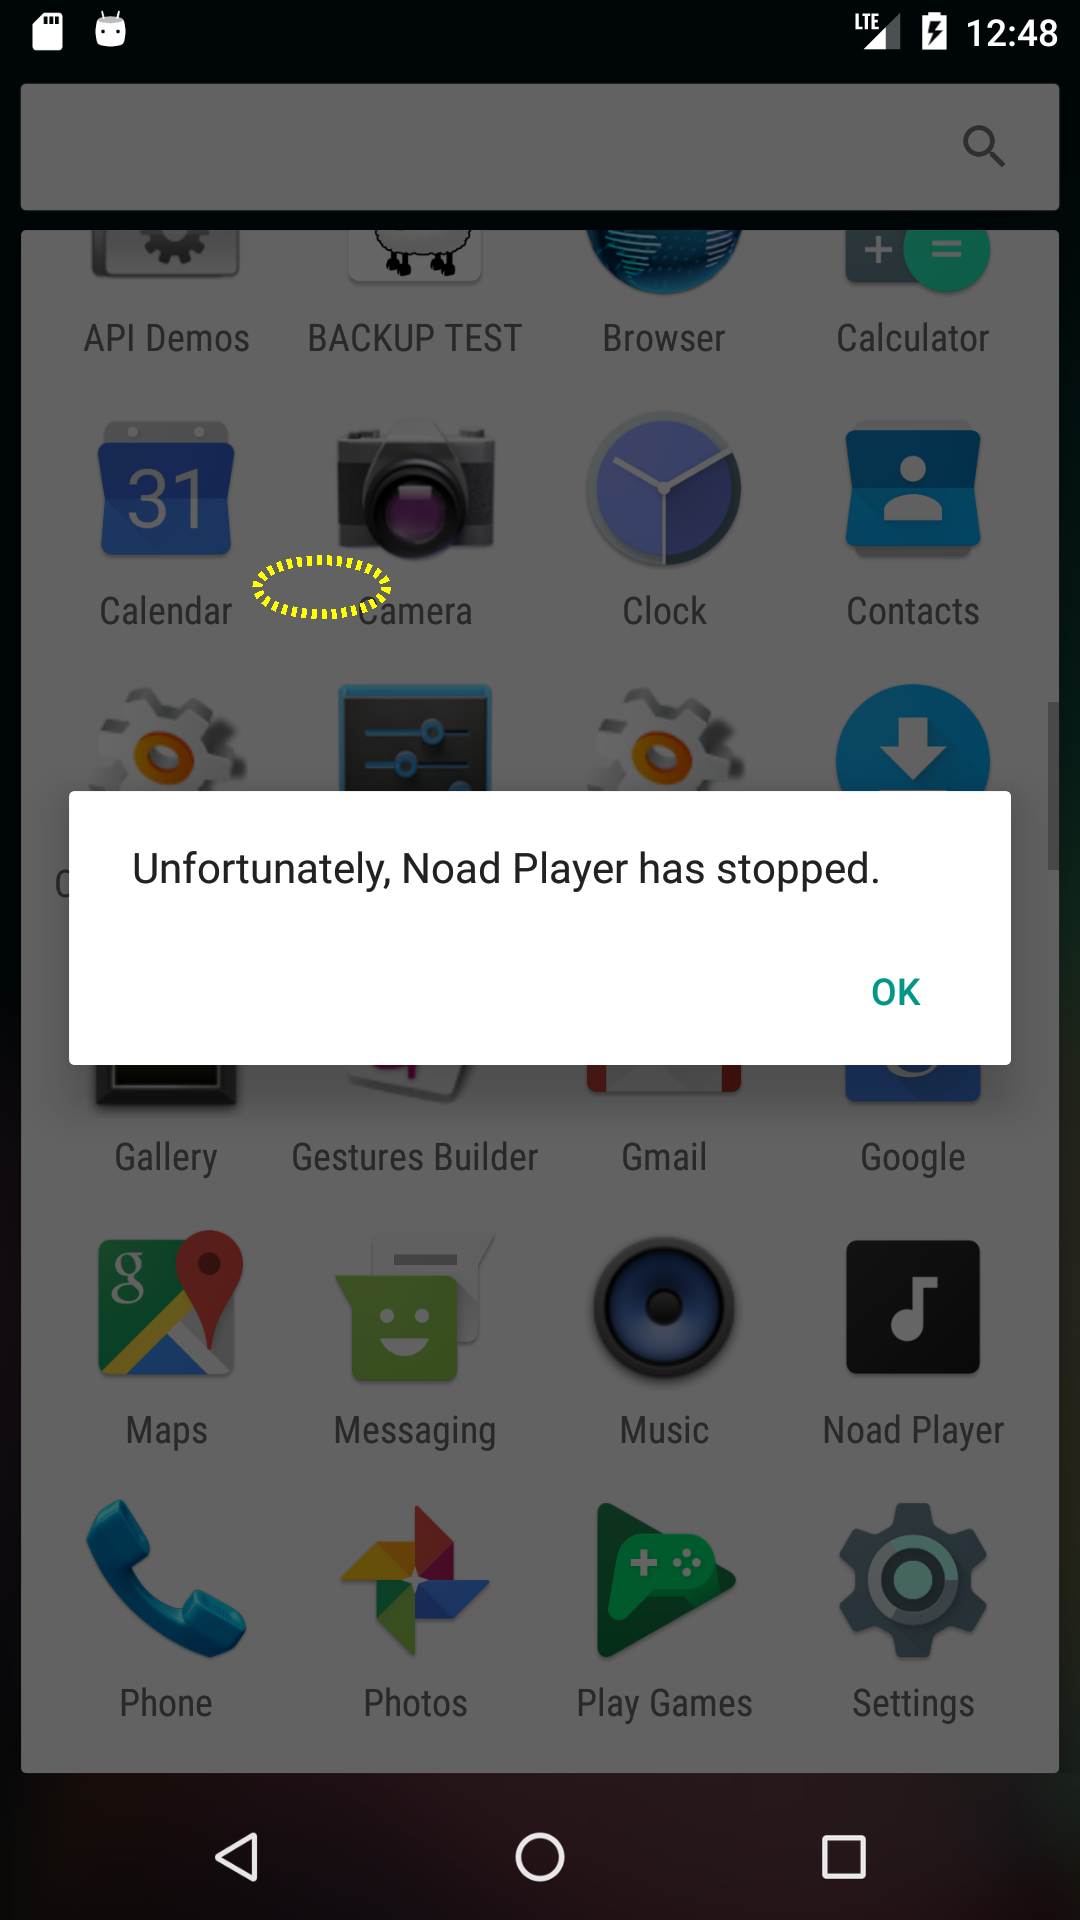 LTE 12:48
API Demos BACKUP TEST Browser Calculator
31
Calendar Camera Clock Contacts
Unfortunately, Noad Player has stopped.
OK
Gallery Gestures Builder Gmail Google
g
Maps Messaging Music Noad Player
Phone Photos Play Games Settings